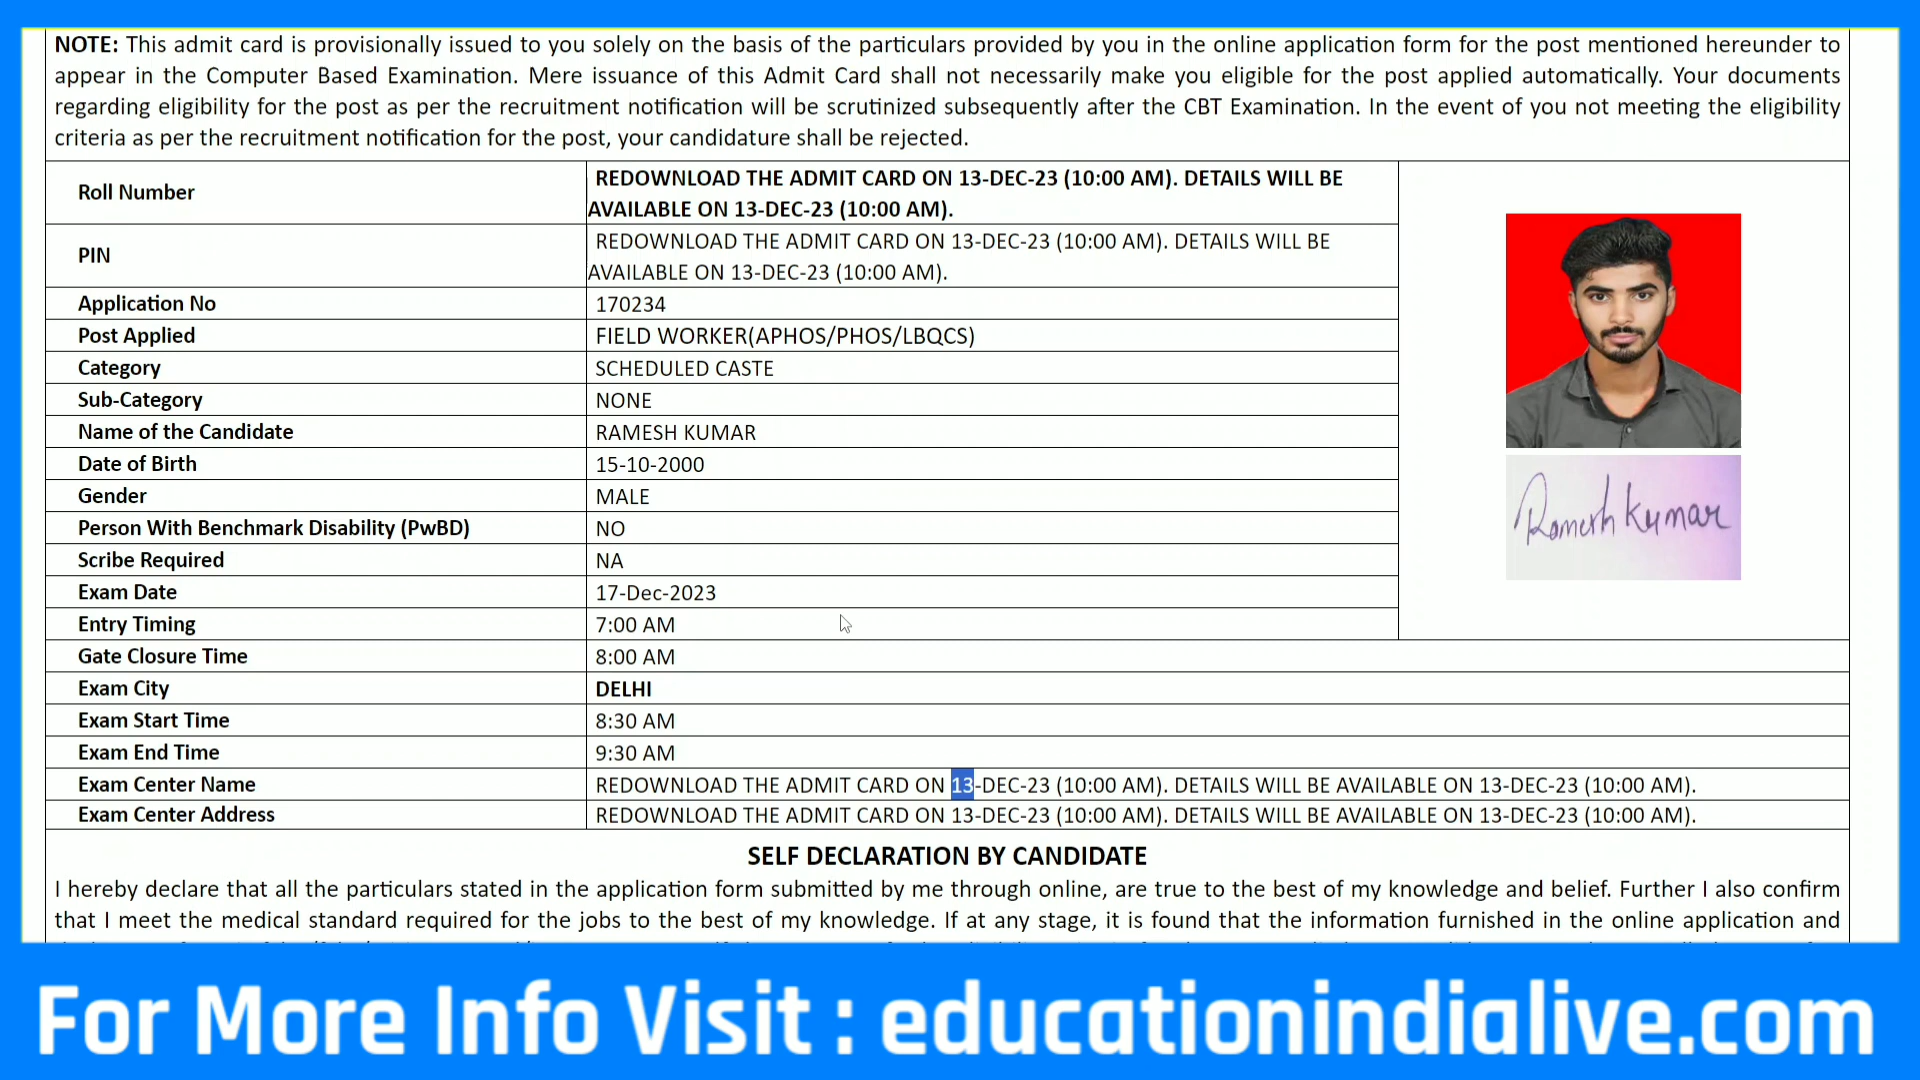 NOTE: This admit card is provisionally issued to you solely on the basis of the particulars provided by you in the online application form for the post mentioned hereunder to
appear in the Computer Based Examination. Mere issuance of this Admit Card shall not necessarily make you eligible for the post applied automatically. Your documents
regarding eligibility for the post as per the recruitment notification will be scrutinized subsequently after the CBT Examination. In the event of you not meeting the eligibility
criteria as per the recruitment notification for the post, your candidature shall be rejected.
Roll Number REDOWNLOAD THE ADMIT CARD ON 13-DEC-23 (10:00 AM). DETAILS WILL BE
AVAILABLE ON 13-DEC-23 (10:00 AM).
PIN REDOWNLOAD THE ADMIT CARD ON 13-DEC-23 (10:00 AM). DETAILS WILL BE
AVAILABLE ON 13-DEC-23 (10:00 AM).
Application No 170234
Post Applied FIELD WORKER(APHOS/PHOS/LBQCS)
Category SCHEDULED CASTE
Sub-Category NONE
Name of the Candidate RAMESH KUMAR
Date of Birth 15-10-2000
Gender MALE
Ramesh kumar
Person With Benchmark Disability (PwBD) NO
Scribe Required NA
Exam Date 17-Dec-2023
Entry Timing 7:00 AM
Gate Closure Time 8:00 AM
Exam City DELHI
Exam Start Time 8:30 AM
Exam End Time 9:30 AM
Exam Center Name REDOWNLOAD THE ADMIT CARD ON 13-DEC-23 (10:00 AM). DETAILS WILL BE AVAILABLE ON 13-DEC-23 (10:00 AM).
Exam Center Address REDOWNLOAD THE ADMIT CARD ON 13-DEC-23 (10:00 AM). DETAILS WILL BE AVAILABLE ON 13-DEC-23 (10:00 AM).
SELF DECLARATION BY CANDIDATE
I hereby declare that all the particulars stated in the application form submitted by me through online, are true to the best of my knowledge and belief. Further I also confirm
that I meet the medical standard required for the jobs to the best of my knowledge. If at any stage, it is found that the information furnished in the online application and
For More Info Visit : educationindialive.com